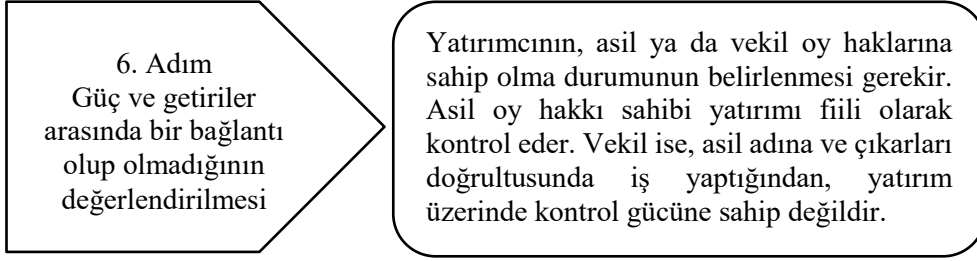 6. Adım
Güç ve getiriler
arasında bir bağlantı
olup olmadığının
değerlendirilmesi
Yatırımcının, asil ya da vekil oy haklarına
sahip olma durumunun belirlenmesi gerekir.
Asil oy hakkı sahibi yatırımı fiili olarak
kontrol eder. Vekil ise, asil adına ve çıkarları
doğrultusunda iş yaptığından, yatırım
üzerinde kontrol gücüne sahip değildir.